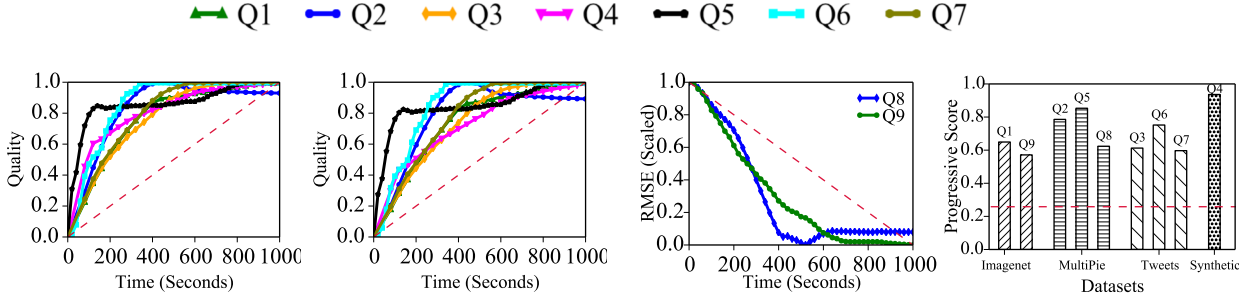 Q1 Q2 Q3 Q4 Q5 Q6 Q7
Quality
1.0
0.8
0.6
0.4
0.2
0.0
0 200 400 600 800 1000
Time (Seconds)
Quality
1.0
0.8
0.6
0.4
0.2
0.0
0 200 400 600 800 1000
Time (Seconds)
RMSE (Scaled)
1.0
0.8
0.6
0.4
0.2
0.0
Q8
Q9
0 200 400 600 800 1000
Time (Seconds)
Progressive Score
1.0
0.8
0.6
0.4
0.2
0.0
Q1 Q9 Q2 Q5 Q8 Q3 Q6 Q7 Q4
Imagenet MultiPie Tweets Synthetic
Datasets